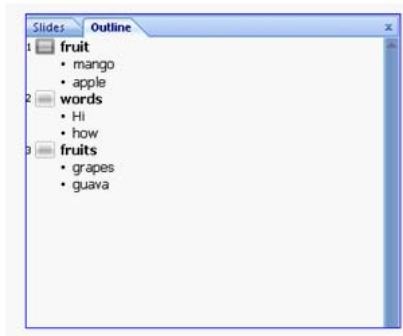 Slides Outline x
1 fruit
• mango
• apple
2 words
• Hi
• how
3 fruits
• grapes
• guava